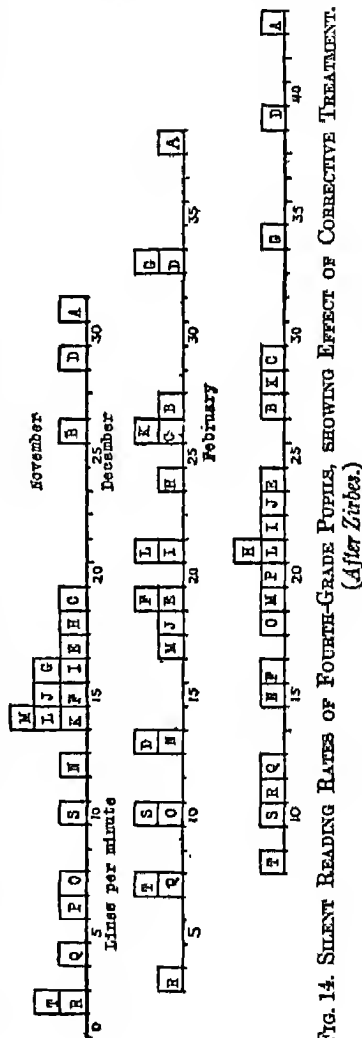 M
November
T L J G
R Q P O S N K F I E H C B D A
0 5 10 15 20 25 30
Lines per minute December
T S D F L K G
R Q O N M J E I H C B D A
5 10 15 20 25 30 35
February
H
T S R Q N F O M P L I J E B K C G D A
10 15 20 25 30 35 40
FIG. 14. SILENT READING RATES OF FOURTH-GRADE PUPILS, SHOWING EFFECT OF CORRECTIVE TREATMENT.
(After Zirbes.)